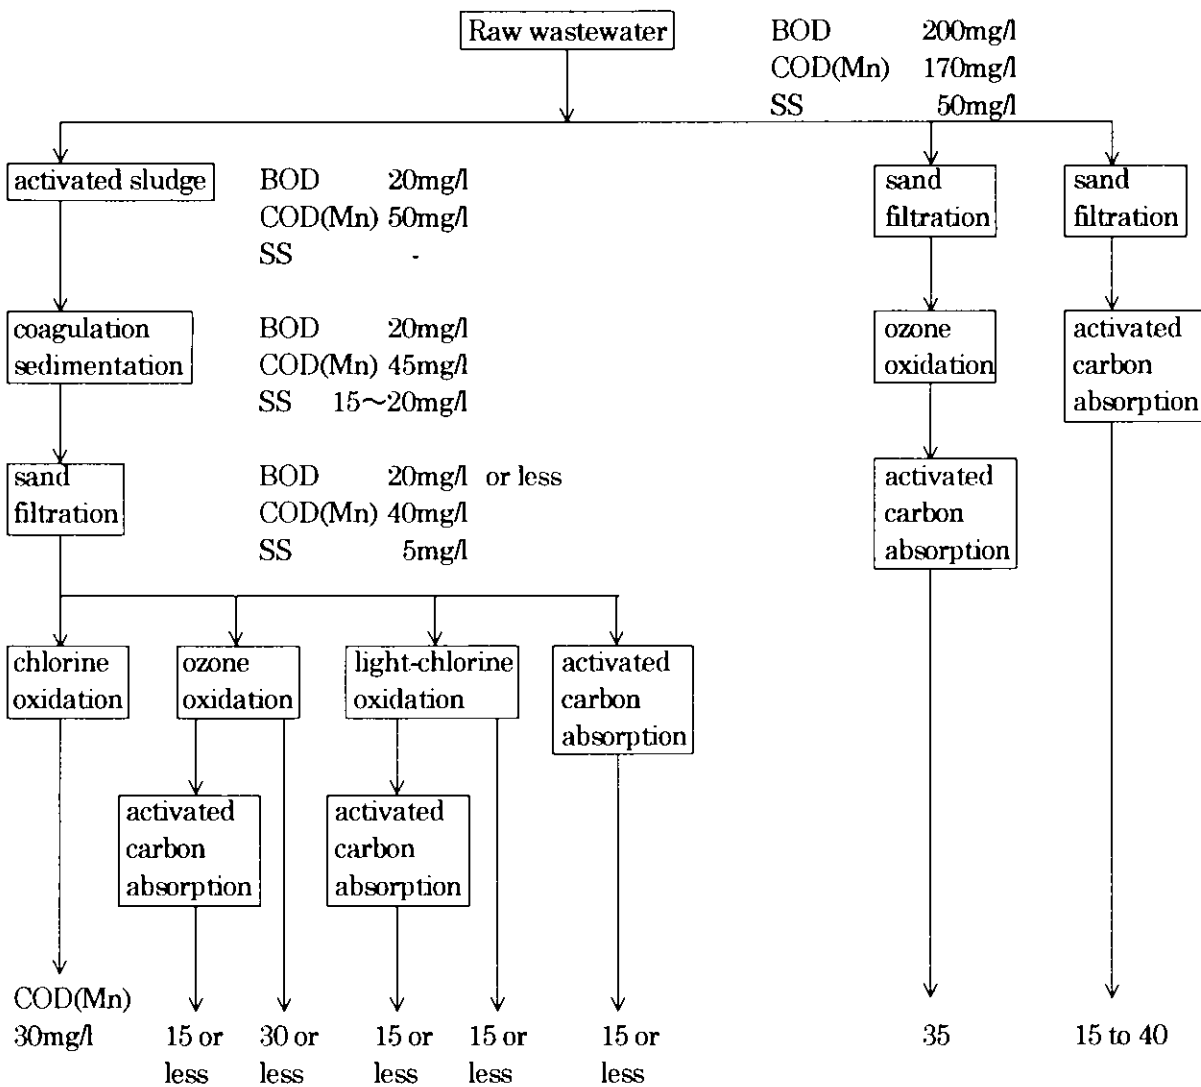 Raw wastewater
BOD 200mg/l
COD(Mn) 170mg/l
SS 50mg/l
activated sludge
BOD 20mg/l
COD(Mn) 50mg/l
SS -
sand
filtration
sand
filtration
coagulation
sedimentation
BOD 20mg/l
COD(Mn) 45mg/l
SS 15~20mg/l
ozone
oxidation
activated
carbon
absorption
sand
filtration
BOD 20mg/l or less
COD(Mn) 40mg/l
SS 5mg/l
activated
carbon
absorption
chlorine
oxidation
ozone
oxidation
light-chlorine
oxidation
activated
carbon
absorption
activated
carbon
absorption
activated
carbon
absorption
COD(Mn)
30mg/l
15 or
less
30 or
less
15 or
less
15 or
less
15 or
less
35
15 to 40